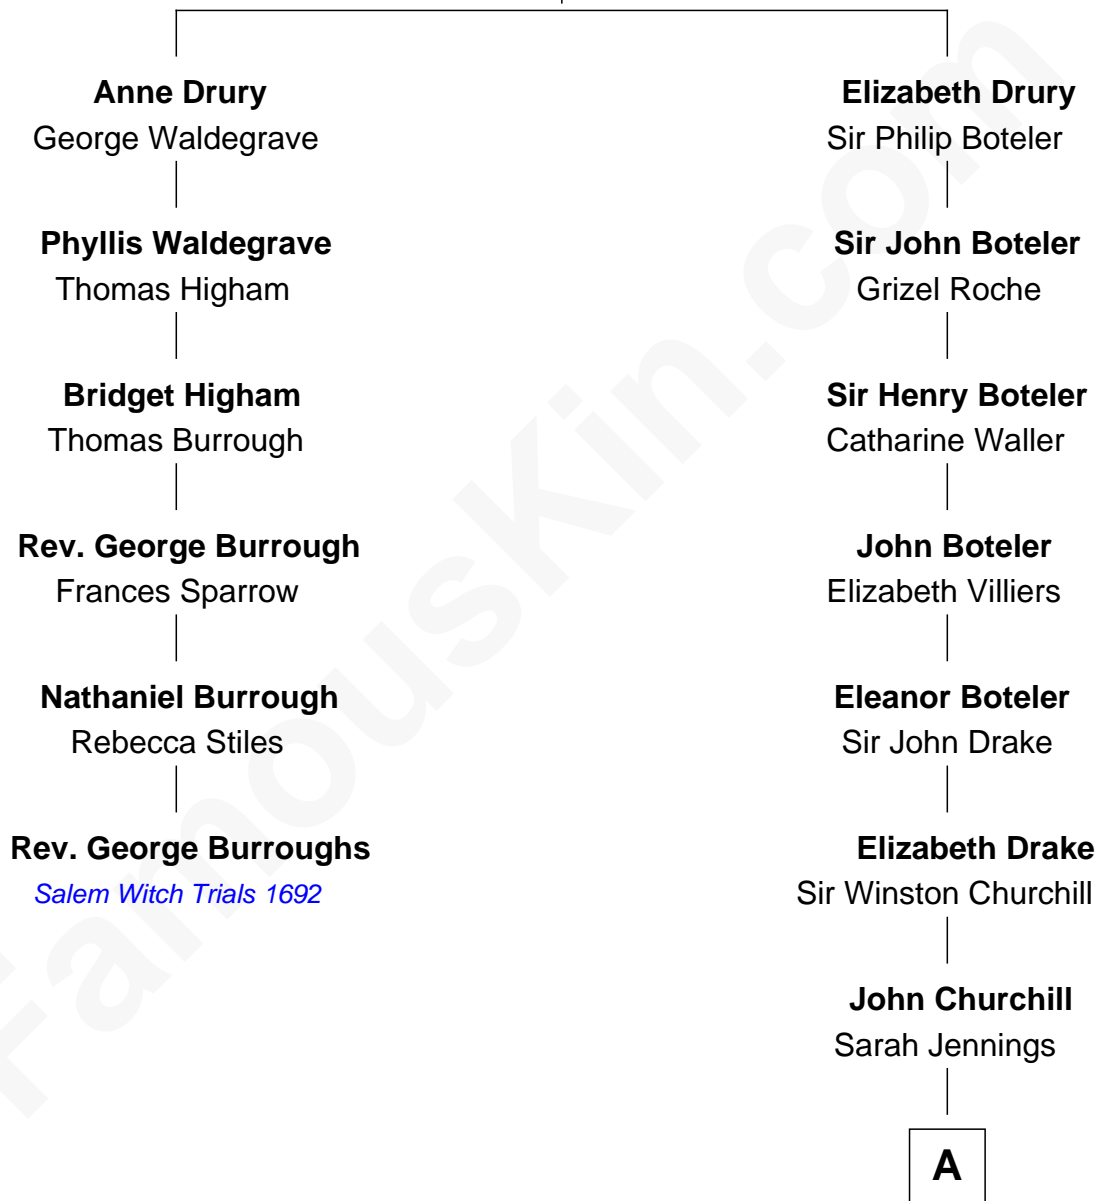 Anne Drury
George Waldegrave
Elizabeth Drury
Sir Philip Boteler
Phyllis Waldegrave
Thomas Higham
Sir John Boteler
Grizel Roche
Bridget Higham
Thomas Burrough
Sir Henry Boteler
Catharine Waller
Rev. George Burrough
Frances Sparrow
John Boteler
Elizabeth Villiers
Nathaniel Burrough
Rebecca Stiles
Eleanor Boteler
Sir John Drake
Rev. George Burroughs
Salem Witch Trials 1692
Elizabeth Drake
Sir Winston Churchill
John Churchill
Sarah Jennings
A
FamousKin.com